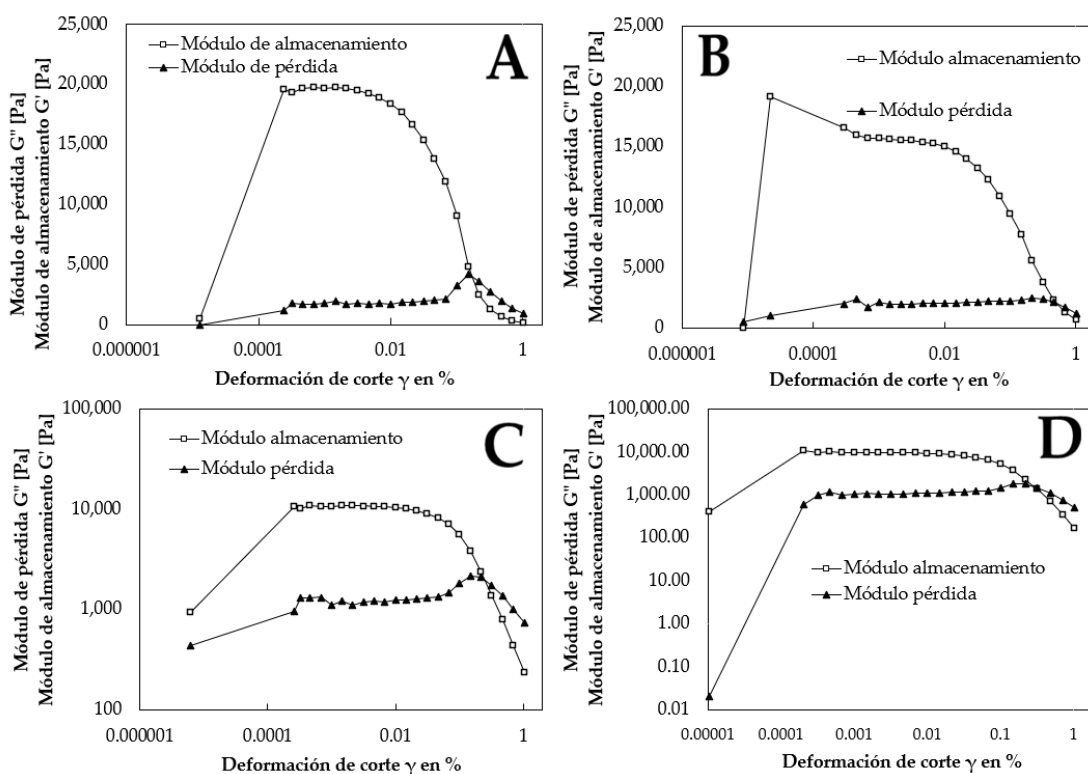 A
Módulo de pérdida G" [Pa]
Módulo de almacenamiento G' [Pa]
25,000
20,000
15,000
10,000
5,000
0
Módulo de almacenamiento
Módulo de pérdida
0.000001
0.0001
0.01
1
Deformación de corte γ en %
B
Módulo de pérdida G" [Pa]
Módulo de almacenamiento G' [Pa]
25,000
20,000
15,000
10,000
5,000
0
Módulo almacenamiento
Módulo pérdida
0.000001
0.0001
0.01
1
Deformación de corte γ en %
C
Módulo de pérdida G" [Pa]
Módulo de almacenamiento G' [Pa]
100,000
10,000
1,000
100
Módulo almacenamiento
Módulo pérdida
0.000001
0.0001
0.01
1
Deformación de corte γ en %
D
Módulo de pérdida G" [Pa]
Módulo de almacenamiento G' [Pa]
100,000.00
10,000.00
1,000.00
100.00
10.00
1.00
0.10
0.01
Módulo almacenamiento
Módulo pérdida
0.00001
0.0001
0.001
0.01
0.1
1
Deformación de corte γ en %